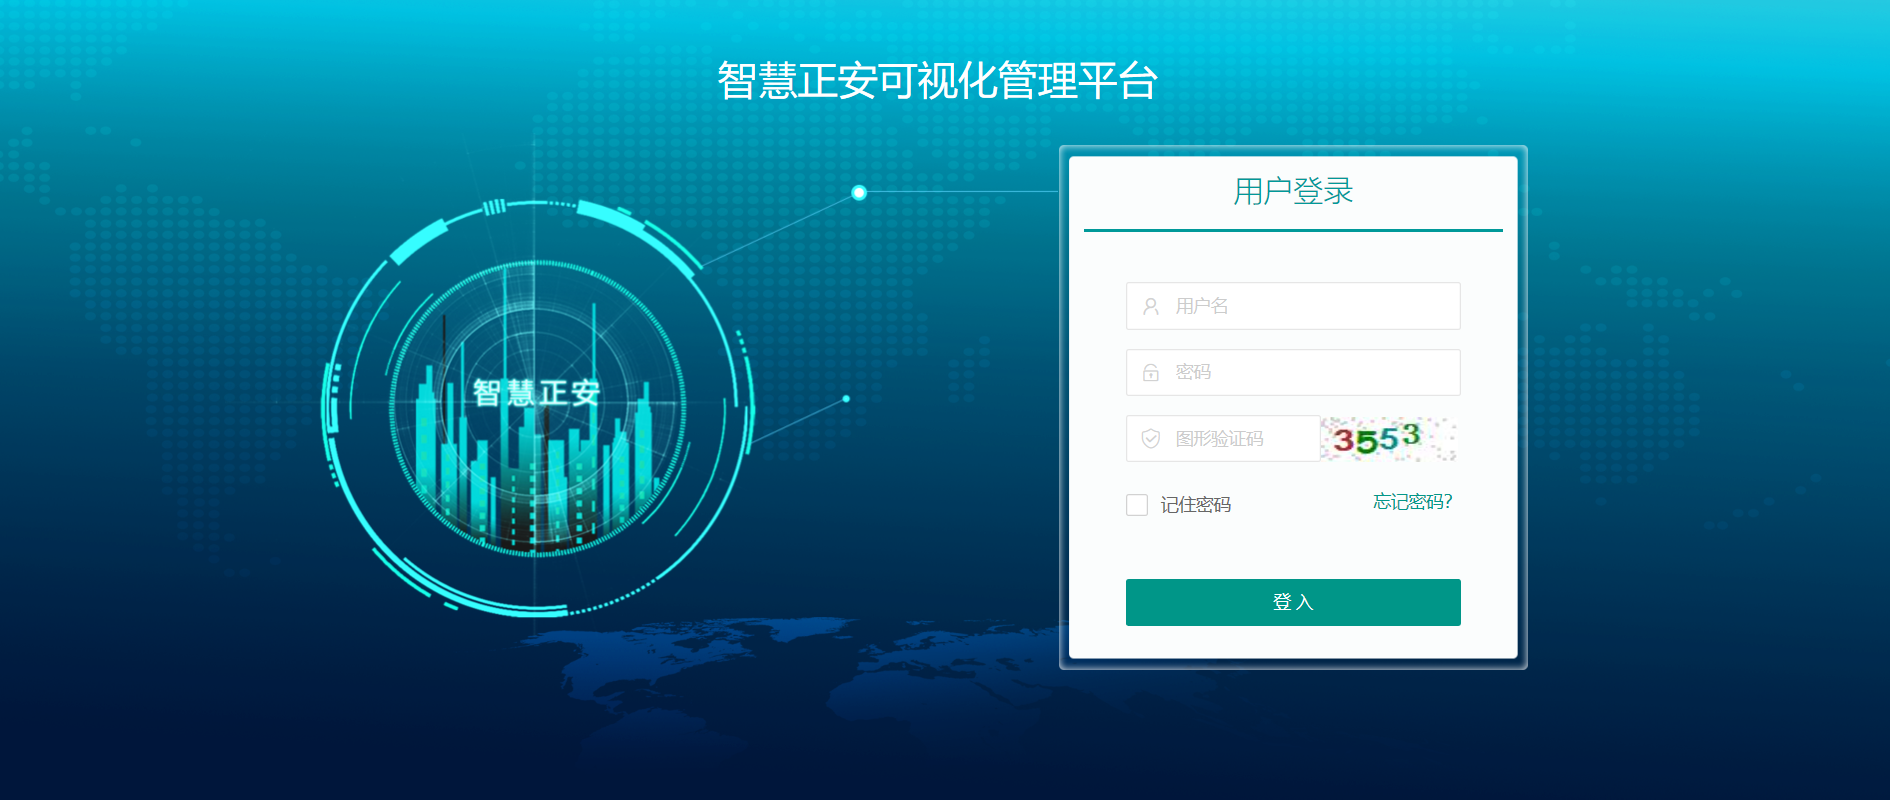 智慧正安可视化管理平台
智慧正安
用户登录
用户名
密码
图形验证码
3553
记住密码
忘记密码?
登 入